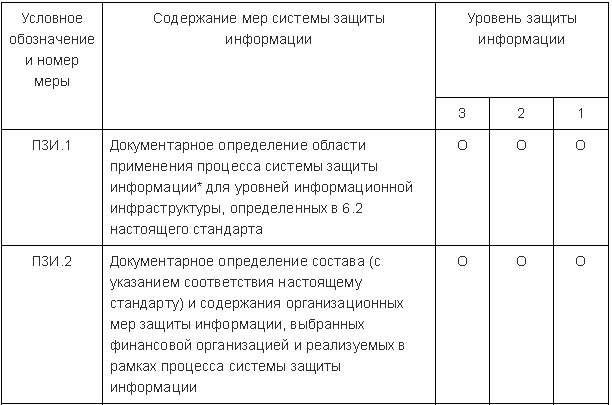 Условное
обозначение
и номер
меры
Содержание мер системы защиты
информации
Уровень защиты
информации
3 2 1
ПЗИ.1
Документарное определение области
применения процесса системы защиты
информации* для уровней информационной
инфраструктуры, определенных в 6.2
настоящего стандарта
О О О
ПЗИ.2
Документарное определение состава (с
указанием соответствия настоящему
стандарту) и содержания организационных
мер защиты информации, выбранных
финансовой организацией и реализуемых в
рамках процесса системы защиты
информации
О О О